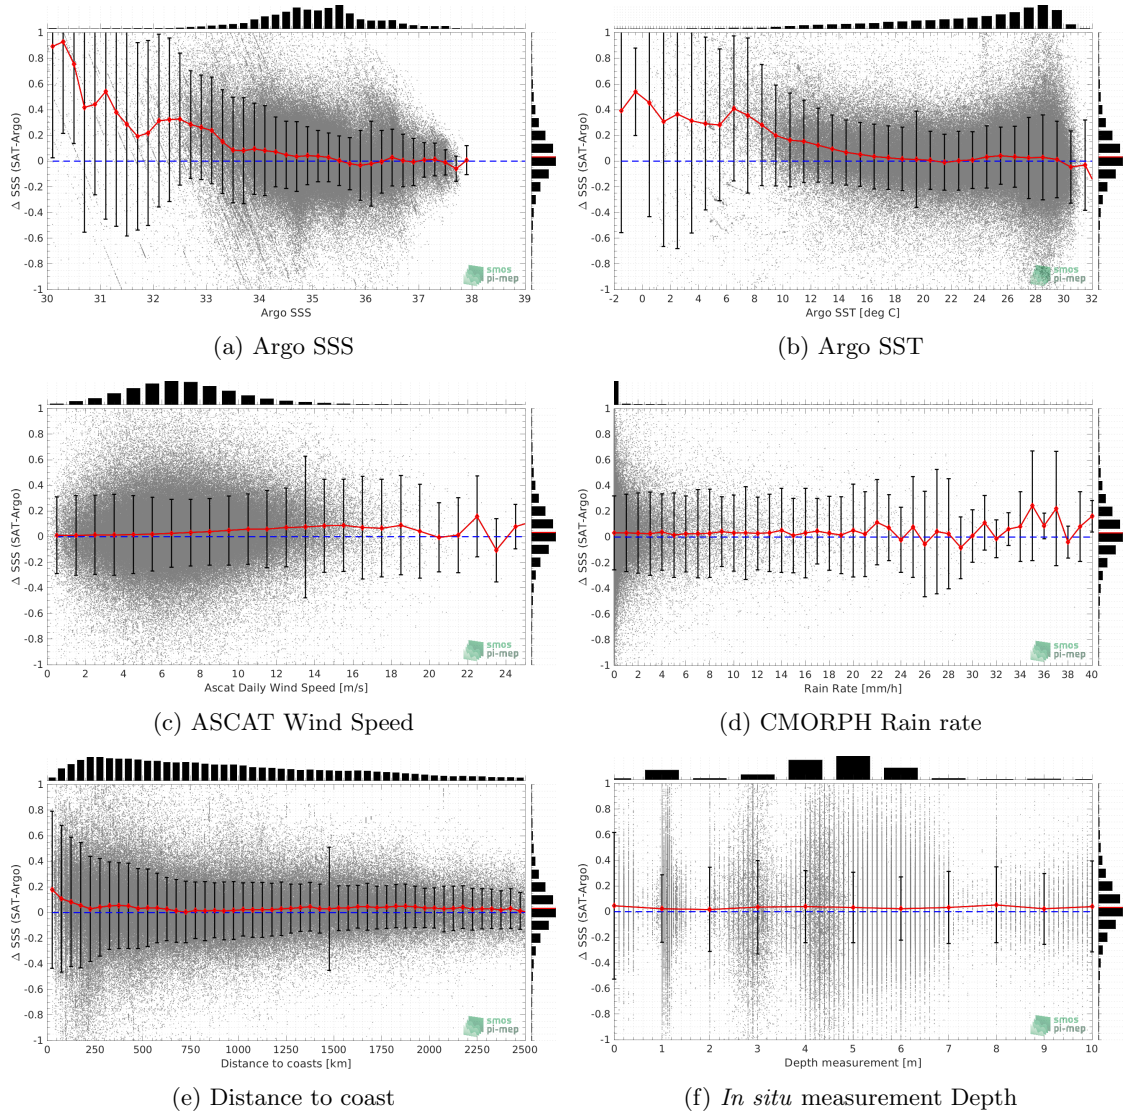 1
0.8
0.6
0.4
0.2
0
-0.2
-0.4
-0.6
-0.8
-1
Δ SSS (SAT-Argo)
30 31 32 33 34 35 36 37 38 39
Argo SSS
smos
pi-mep
(a) Argo SSS
1
0.8
0.6
0.4
0.2
0
-0.2
-0.4
-0.6
-0.8
-1
Δ SSS (SAT-Argo)
-2 0 2 4 6 8 10 12 14 16 18 20 22 24 26 28 30 32
Argo SST [deg C]
smos
pi-mep
(b) Argo SST
1
0.8
0.6
0.4
0.2
0
-0.2
-0.4
-0.6
-0.8
-1
Δ SSS (SAT-Argo)
0 2 4 6 8 10 12 14 16 18 20 22 24
Ascat Daily Wind Speed [m/s]
smos
pi-mep
(c) ASCAT Wind Speed
1
0.8
0.6
0.4
0.2
0
-0.2
-0.4
-0.6
-0.8
-1
Δ SSS (SAT-Argo)
0 2 4 6 8 10 12 14 16 18 20 22 24 26 28 30 32 34 36 38 40
Rain Rate [mm/h]
smos
pi-mep
(d) CMORPH Rain rate
1
0.8
0.6
0.4
0.2
0
-0.2
-0.4
-0.6
-0.8
-1
Δ SSS (SAT-Argo)
0 250 500 750 1000 1250 1500 1750 2000 2250 2500
Distance to coasts [km]
smos
pi-mep
(e) Distance to coast
1
0.8
0.6
0.4
0.2
0
-0.2
-0.4
-0.6
-0.8
-1
Δ SSS (SAT-Argo)
0 1 2 3 4 5 6 7 8 9 10
Depth measurement [m]
smos
pi-mep
(f) In situ measurement Depth